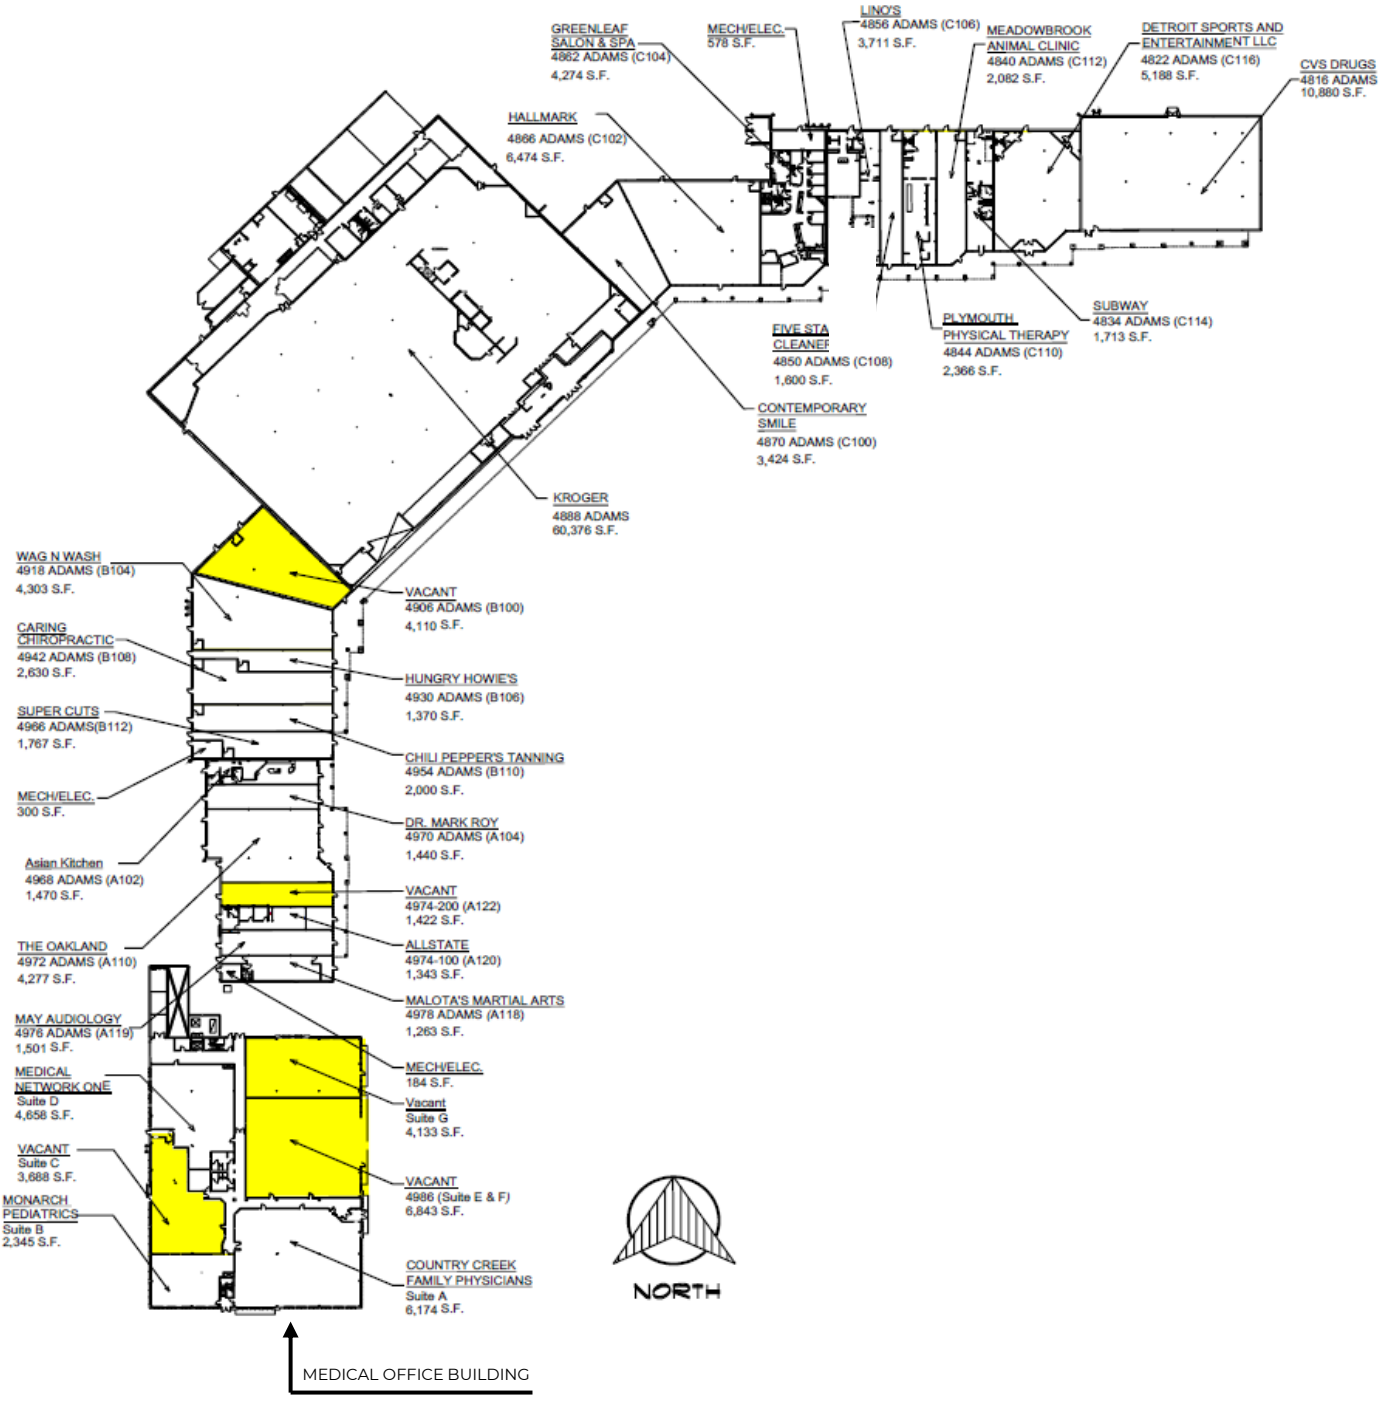 GREENLEAF
SALON & SPA
4862 ADAMS (C104)
4,274 S.F.
MECH/ELEC.
578 S.F.
LINO'S
4856 ADAMS (C106)
3,711 S.F.
MEADOWBROOK
ANIMAL CLINIC
4840 ADAMS (C112)
2,082 S.F.
DETROIT SPORTS AND
ENTERTAINMENT LLC
4822 ADAMS (C116)
5,188 S.F.
CVS DRUGS
4816 ADAMS
10,880 S.F.
HALLMARK
4866 ADAMS (C102)
6,474 S.F.
FIVE STA
CLEANER
4850 ADAMS (C108)
1,600 S.F.
PLYMOUTH
PHYSICAL THERAPY
4844 ADAMS (C110)
2,366 S.F.
SUBWAY
4834 ADAMS (C114)
1,713 S.F.
CONTEMPORARY
SMILE
4870 ADAMS (C100)
3,424 S.F.
KROGER
4888 ADAMS
60,376 S.F.
WAG N WASH
4918 ADAMS (B104)
4,303 S.F.
VACANT
4906 ADAMS (B100)
4,110 S.F.
CARING
CHIROPRACTIC
4942 ADAMS (B108)
2,630 S.F.
HUNGRY HOWIE'S
4930 ADAMS (B106)
1,370 S.F.
SUPER CUTS
4966 ADAMS(B112)
1,767 S.F.
CHILI PEPPER'S TANNING
4954 ADAMS (B110)
2,000 S.F.
MECH/ELEC.
300 S.F.
DR. MARK ROY
4970 ADAMS (A104)
1,440 S.F.
Asian Kitchen
4968 ADAMS (A102)
1,470 S.F.
VACANT
4974-200 (A122)
1,422 S.F.
THE OAKLAND
4972 ADAMS (A110)
4,277 S.F.
ALLSTATE
4974-100 (A120)
1,343 S.F.
MALOTA'S MARTIAL ARTS
4978 ADAMS (A118)
1,263 S.F.
MAY AUDIOLOGY
4976 ADAMS (A119)
1,501 S.F.
MECH/ELEC.
184 S.F.
MEDICAL
NETWORK ONE
Suite D
4,658 S.F.
Vacant
Suite G
4,133 S.F.
VACANT
Suite C
3,688 S.F.
VACANT
4986 (Suite E & F)
6,843 S.F.
MONARCH
PEDIATRICS
Suite B
2,345 S.F.
COUNTRY CREEK
FAMILY PHYSICIANS
Suite A
6,174 S.F.
NORTH
MEDICAL OFFICE BUILDING